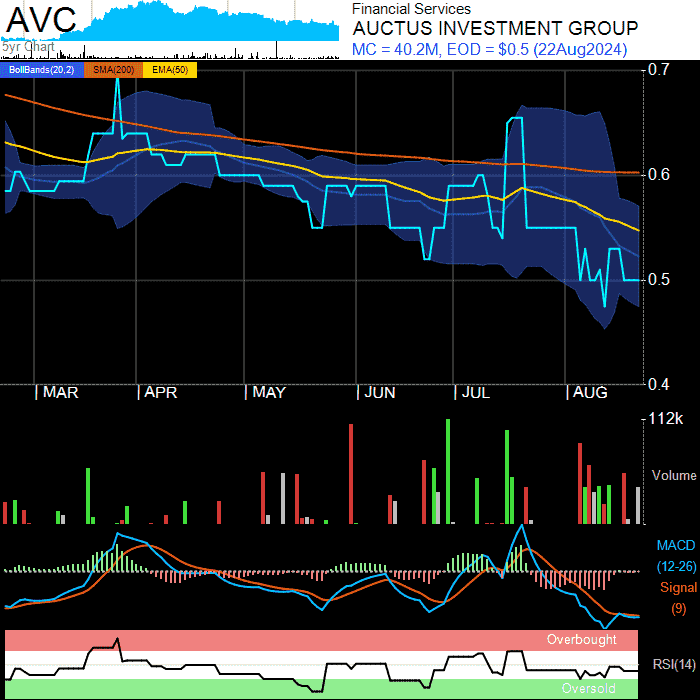 AVC
5yr Chart
Financial Services
AUCTUS INVESTMENT GROUP
MC = 40.2M, EOD = $0.5 (22Aug2024)
BollBands(20,2) SMA(200) EMA(50)
0.7
0.6
0.5
0.4
MAR APR MAY JUN JUL AUG
112k
Volume
MACD
(12-26)
Signal
(9)
Overbought
RSI(14)
Oversold